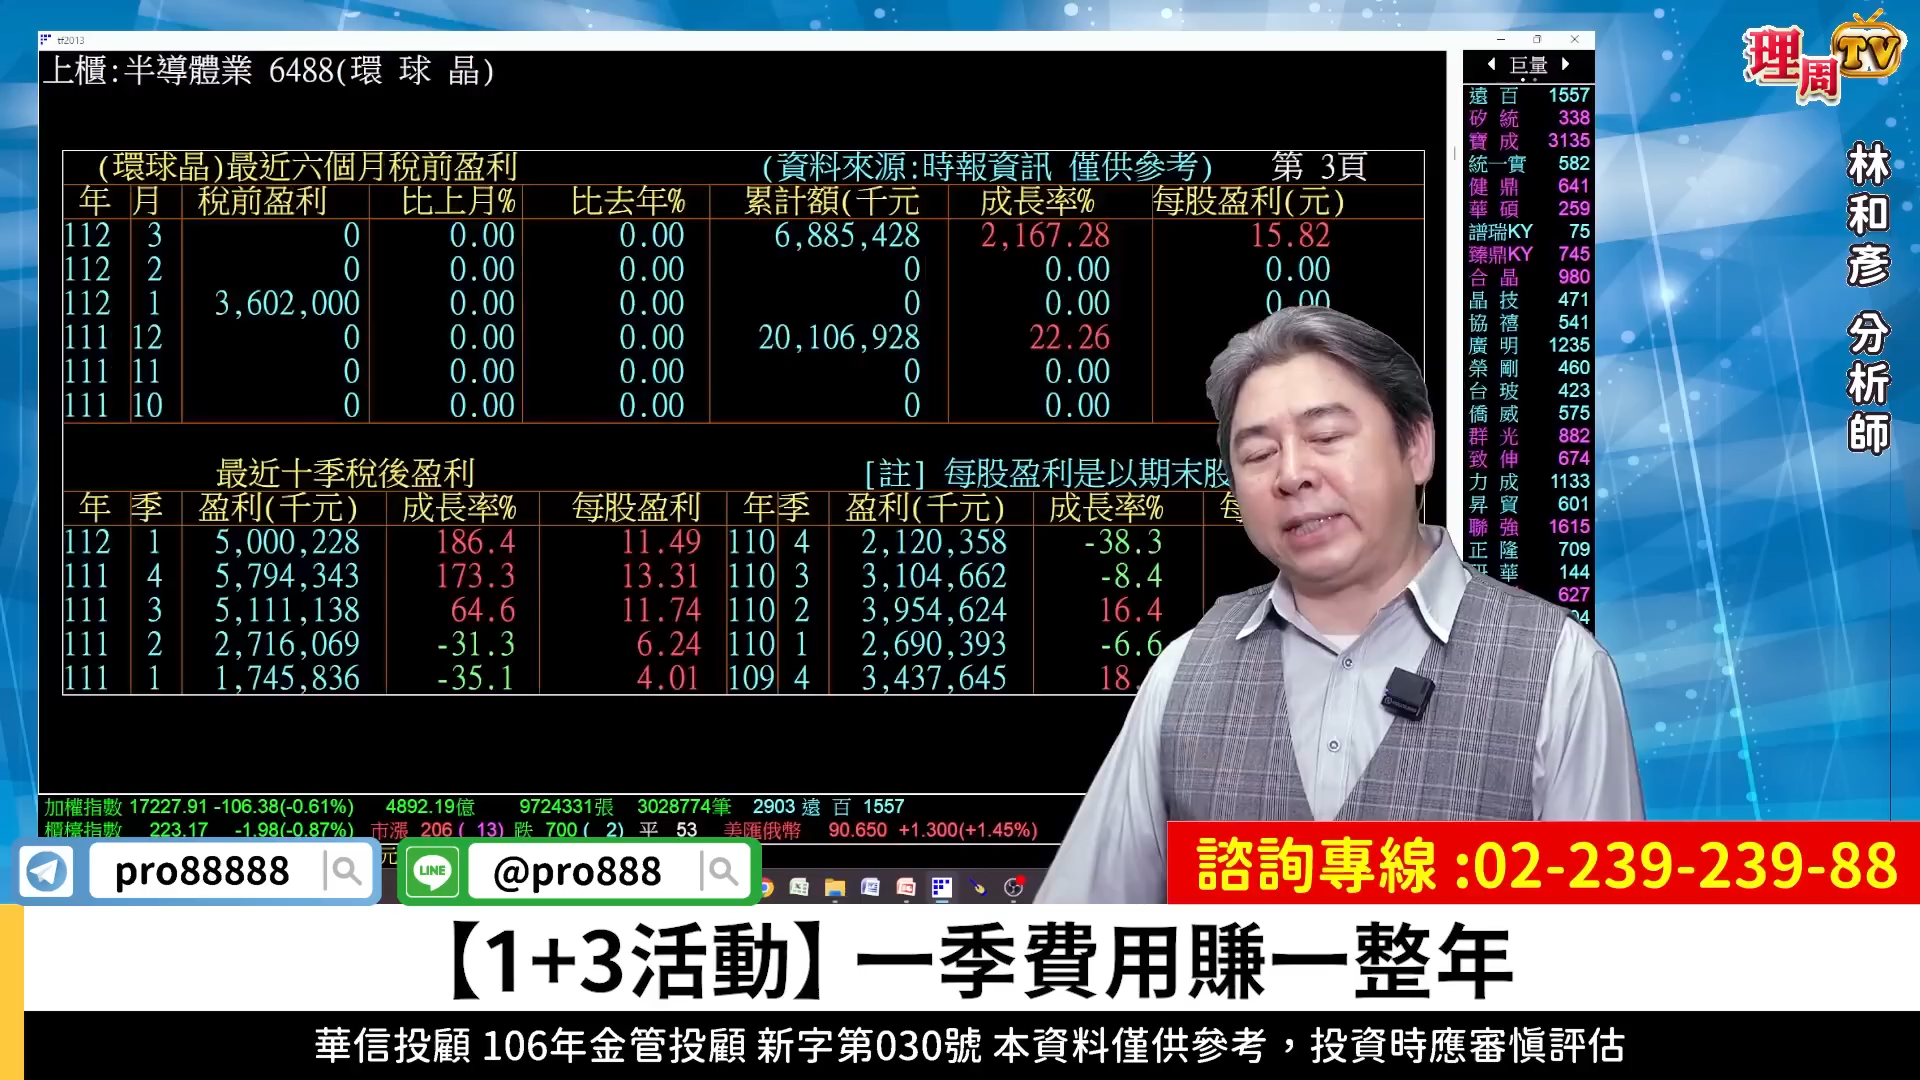 tf2013
上櫃:半導體業 6488(環 球 晶)
(環球晶)最近六個月稅前盈利 (資料來源:時報資訊 僅供參考) 第 3頁
年 月 稅前盈利 比上月% 比去年% 累計額(千元 成長率% 每股盈利(元)
112 3 0 0.00 0.00 6,885,428 2,167.28 15.82
112 2 0 0.00 0.00 0 0.00 0.00
112 1 3,602,000 0.00 0.00 0 0.00 0.00
111 12 0 0.00 0.00 20,106,928 22.26
111 11 0 0.00 0.00 0 0.00
111 10 0 0.00 0.00 0 0.00
最近十季稅後盈利 [註] 每股盈利是以期末股
年 季 盈利(千元) 成長率% 每股盈利 年季 盈利(千元) 成長率% 每
112 1 5,000,228 186.4 11.49 110 4 2,120,358 -38.3
111 4 5,794,343 173.3 13.31 110 3 3,104,662 -8.4
111 3 5,111,138 64.6 11.74 110 2 3,954,624 16.4
111 2 2,716,069 -31.3 6.24 110 1 2,690,393 -6.6
111 1 1,745,836 -35.1 4.01 109 4 3,437,645 18.
巨量
遠 百 1557
矽 統 338
寶 成 3135
統一實 582
健 鼎 641
華 碩 259
譜瑞KY 75
臻鼎KY 745
合 晶 980
晶 技 471
協 禧 541
廣 明 1235
榮 剛 460
台 玻 423
僑 威 575
群 光 882
致 伸 674
力 成 1133
昇 貿 601
聯 強 1615
正 隆 709
研 華 144
627
加權指數 17227.91 -106.38(-0.61%) 4892.19億 9724331張 3028774筆 2903 遠 百 1557
櫃檯指數 223.17 -1.98(-0.87%) 市漲 206 ( 13) 跌 700 ( 2) 平 53 美匯俄幣 90.650 +1.300(+1.45%)
元
理周TV
林和彥 分析師
pro88888
LINE
@pro888
諮詢專線 :02-239-239-88
【1+3活動】一季費用賺一整年
華信投顧 106年金管投顧 新字第030號 本資料僅供參考，投資時應審慎評估